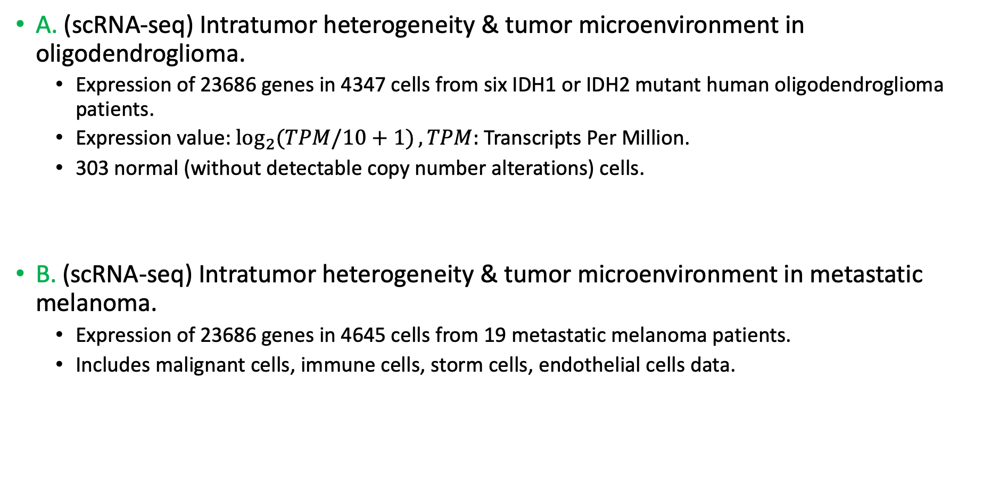 • A. (scRNA-seq) Intratumor heterogeneity & tumor microenvironment in
oligodendroglioma.
• Expression of 23686 genes in 4347 cells from six IDH1 or IDH2 mutant human oligodendroglioma
patients.
• Expression value: log₂(TPM/10 + 1), TPM: Transcripts Per Million.
• 303 normal (without detectable copy number alterations) cells.
• B. (scRNA-seq) Intratumor heterogeneity & tumor microenvironment in metastatic
melanoma.
• Expression of 23686 genes in 4645 cells from 19 metastatic melanoma patients.
• Includes malignant cells, immune cells, storm cells, endothelial cells data.